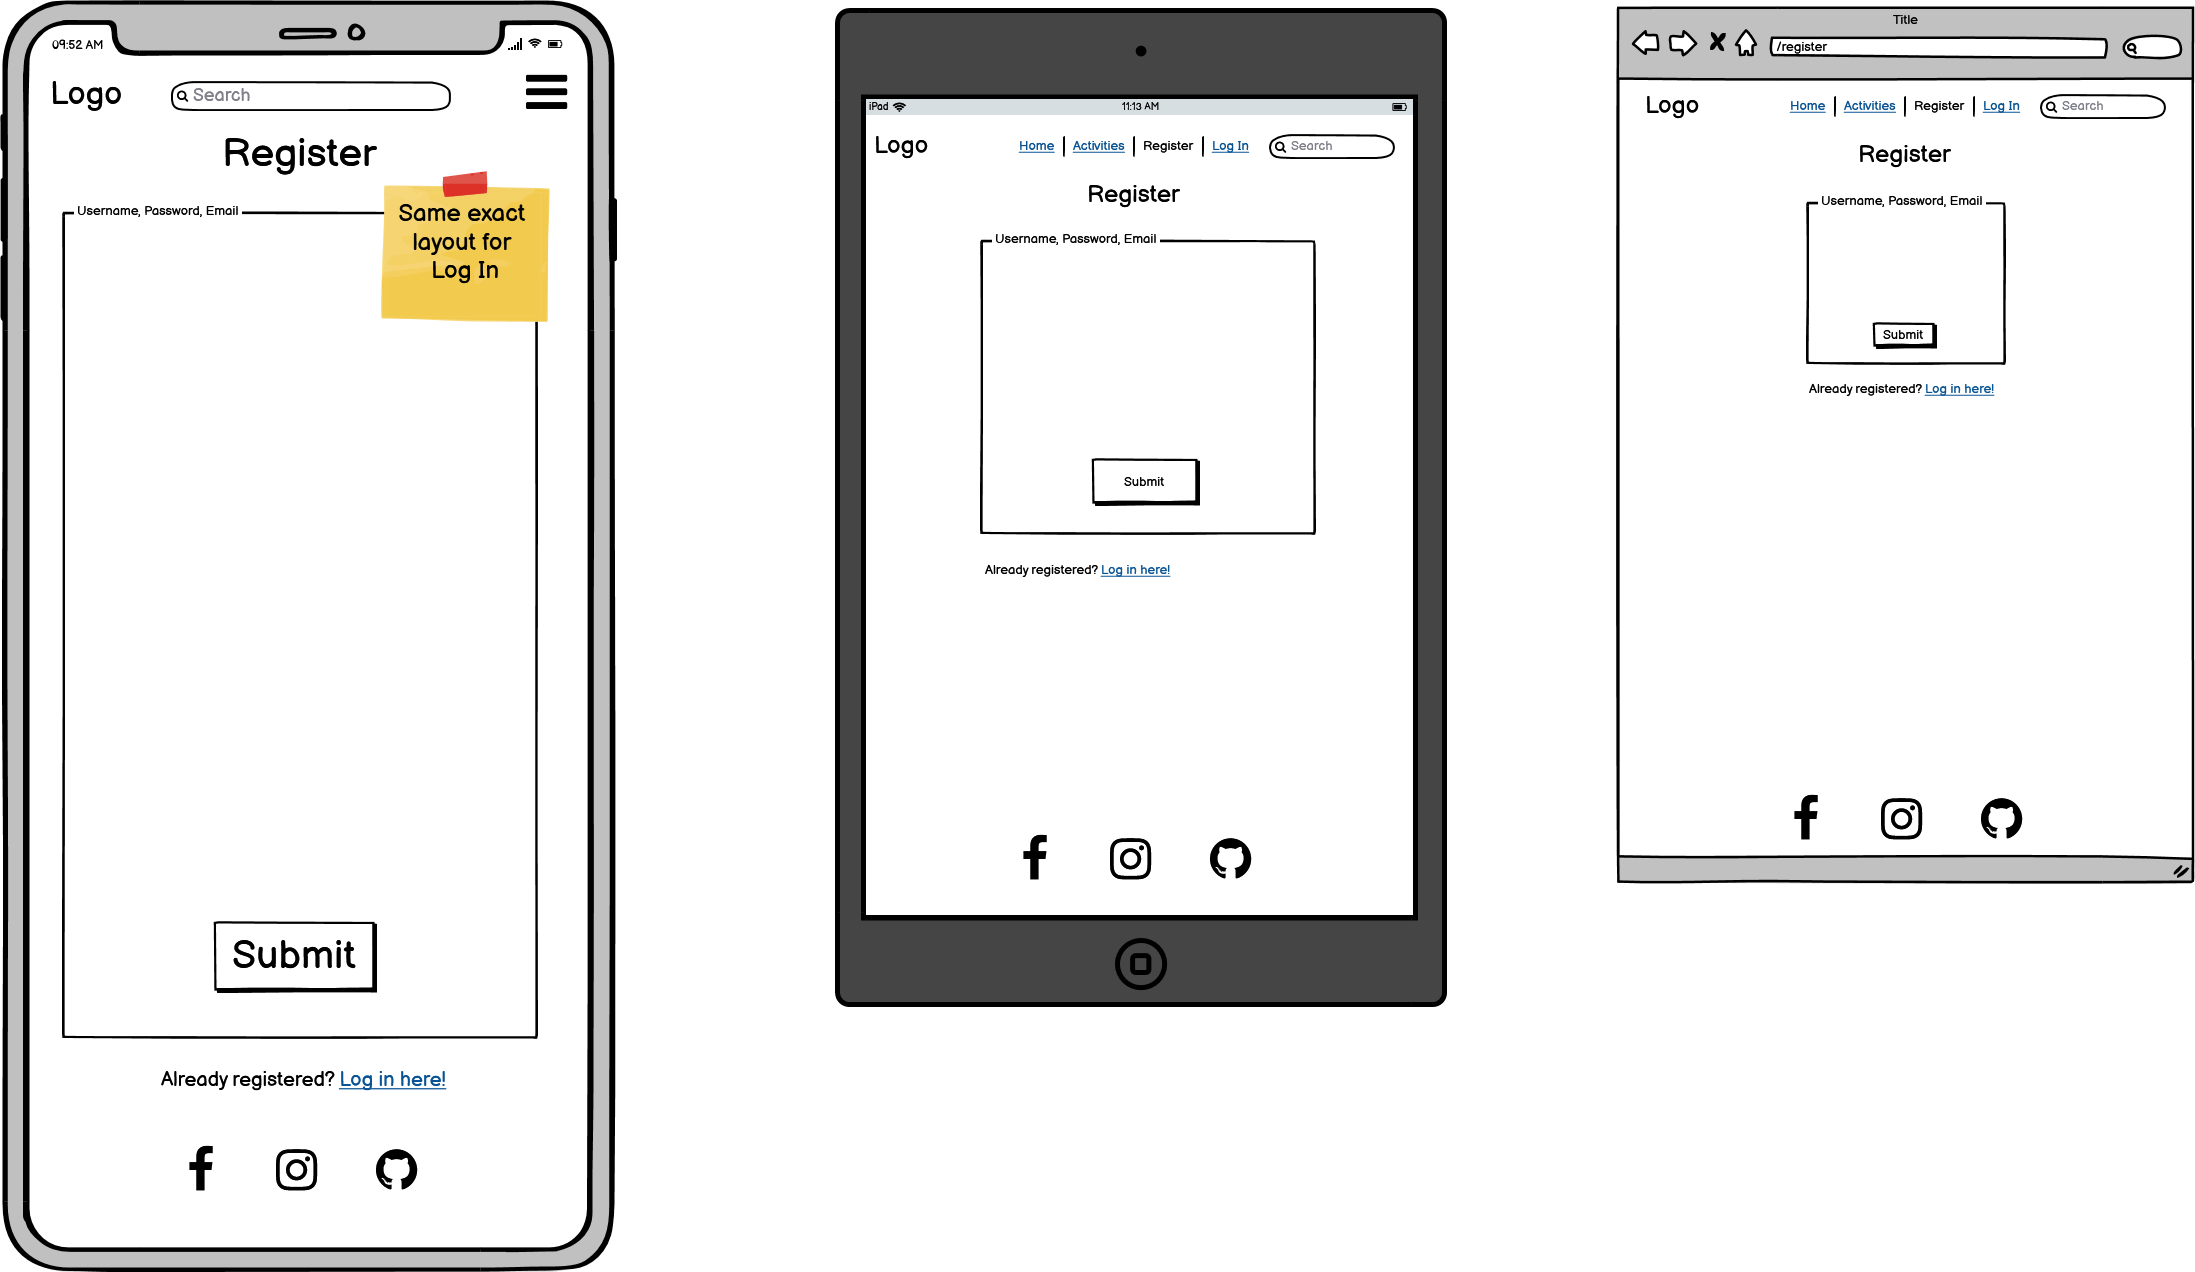 09:52 AM
Logo
Search
Register
Username, Password, Email
Same exact
layout for
Log In
Submit
Already registered? Log in here!
iPad
11:13 AM
Logo
Home
Activities
Register
Log In
Search
Register
Username, Password, Email
Submit
Already registered? Log in here!
Title
/register
Logo
Home
Activities
Register
Log In
Search
Register
Username, Password, Email
Submit
Already registered? Log in here!